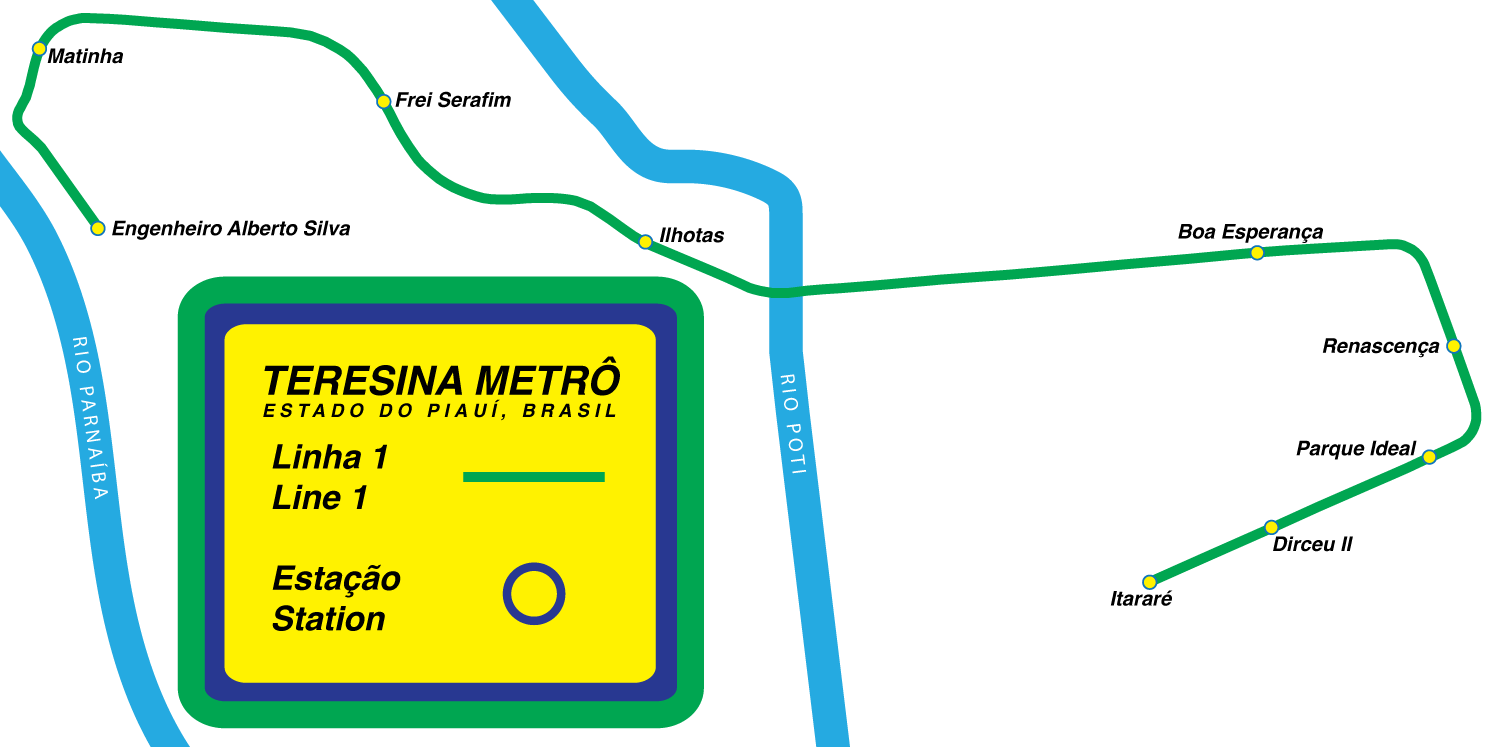 Matinha
Frei Serafim
Engenheiro Alberto Silva
Ilhotas
Boa Esperança
Renascença
Parque Ideal
Dirceu II
Itararé
RIO PARNAÍBA
RIO POTI
TERESINA METRÔ
ESTADO DO PIAUÍ, BRASIL
Linha 1
Line 1
Estação
Station